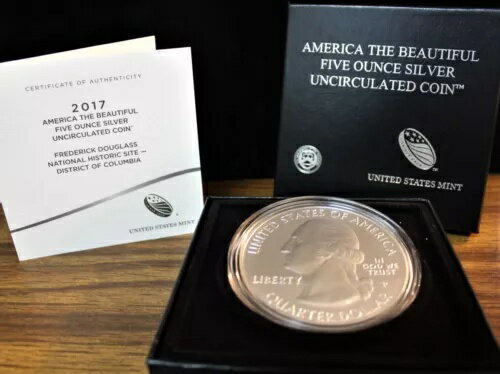 CERTIFICATE OF AUTHENTICITY
2017
AMERICA THE BEAUTIFUL
FIVE OUNCE SILVER
UNCIRCULATED COIN™
FREDERICK DOUGLASS
NATIONAL HISTORIC SITE —
DISTRICT OF COLUMBIA
UNITED STATES MINT
AMERICA THE BEAUTIFUL
FIVE OUNCE SILVER
UNCIRCULATED COIN™
UNITED STATES MINT
UNITED STATES OF AMERICA
LIBERTY
IN
GOD WE
TRUST
P
QUARTER DOLLAR